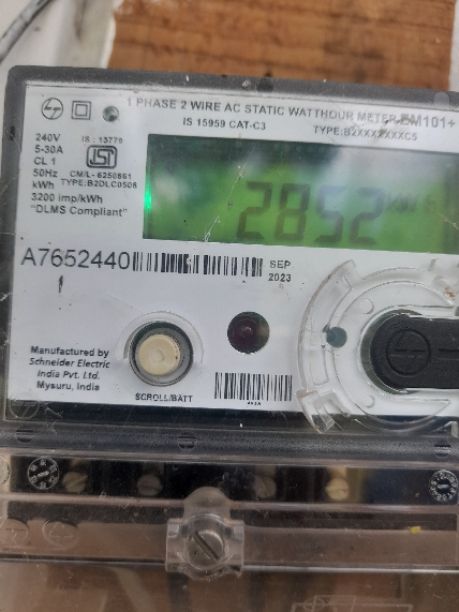 1 PHASE 2 WIRE AC STATIC WATTHOUR METER EM101+
IS 15959 CAT-C3
TYPE:B2XXXXXXXC5
240V
IS : 13779
5-30A
CL 1
50Hz
CM/L- 6250861
kWh
TYPE:B2DLC0506
3200 imp/kWh
"DLMS Compliant"
ISI
2852
A7652440
SEP
2023
Manufactured by
Schneider Electric
India Pvt. Ltd.
Mysuru, India
SCROLL/BATT